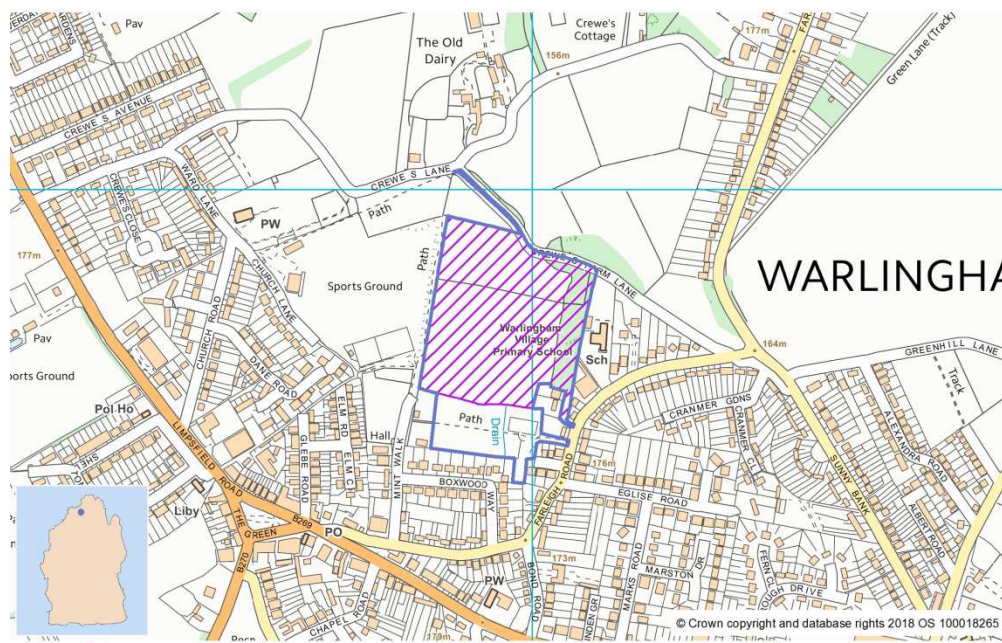 Pav
Crewe's
Cottage
177m
The Old
Dairy
156m
Green Lane (Track)
CREWE S AVENUE
WARD LANE
CREWE'S CLOSE
CREWE S LANE
PW
Path
177m
Path
CHURCH LANE
Sports Ground
WARLINGHA
Warlingham
Village
Primary School
Sch
CHURCH ROAD
Pav
DANE ROAD
164m
GREENHILL LANE
Track
orts Ground
Pol Ho
LIMPSFIELD ROAD
ELM RD
GLEBE ROAD
ELM CL
Hall
MINT WALK
Path
Drain
CRANMER GDNS
CRANMER CL
ALEXANDRA ROAD
176m
BOXWOOD WAY
FARLEIGH ROAD
EGLISE ROAD
SUNNY BANK
ALBERT ROAD
Liby
B269
THE GREEN
PO
B270
173m
BOND ROAD
MARKS ROAD
MARSTON DR
FERN CL
OUGH DRIVE
PW
CHAPEL ROAD
179m
© Crown copyright and database rights 2018 OS 100018265